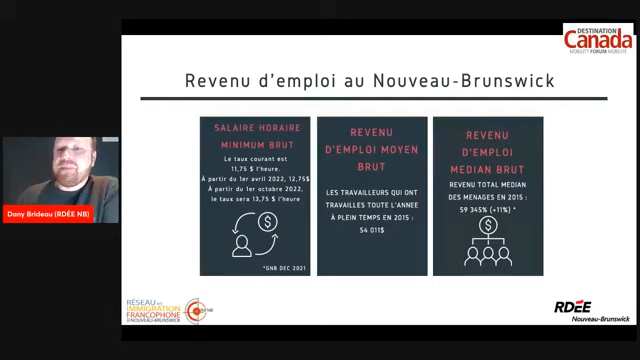 DESTINATION
Canada
MOBILITY FORUM MOBILITÉ
Revenu d'emploi au Nouveau-Brunswick
SALAIRE HORAIRE
MINIMUM BRUT
Le taux courant est
11,75 $ l'heure.
À partir du 1er avril 2022, 12,75$
À partir du 1er octobre 2022,
le taux sera 13,75 $ l'heure
*GNB DEC 2021
REVENU
D'EMPLOI MOYEN
BRUT
LES TRAVAILLEURS QUI ONT
TRAVAILLES TOUTE L'ANNEE
À PLEIN TEMPS EN 2015 :
54 011$
REVENU
D'EMPLOI
MEDIAN BRUT
REVENU TOTAL MEDIAN
DES MENAGES EN 2015 :
59 345% (+11%) *
Dany Brideau (RDÉE NB)
RÉSEAU EN
IMMIGRATION
FRANCOPHONE
RDÉE
Nouveau-Brunswick